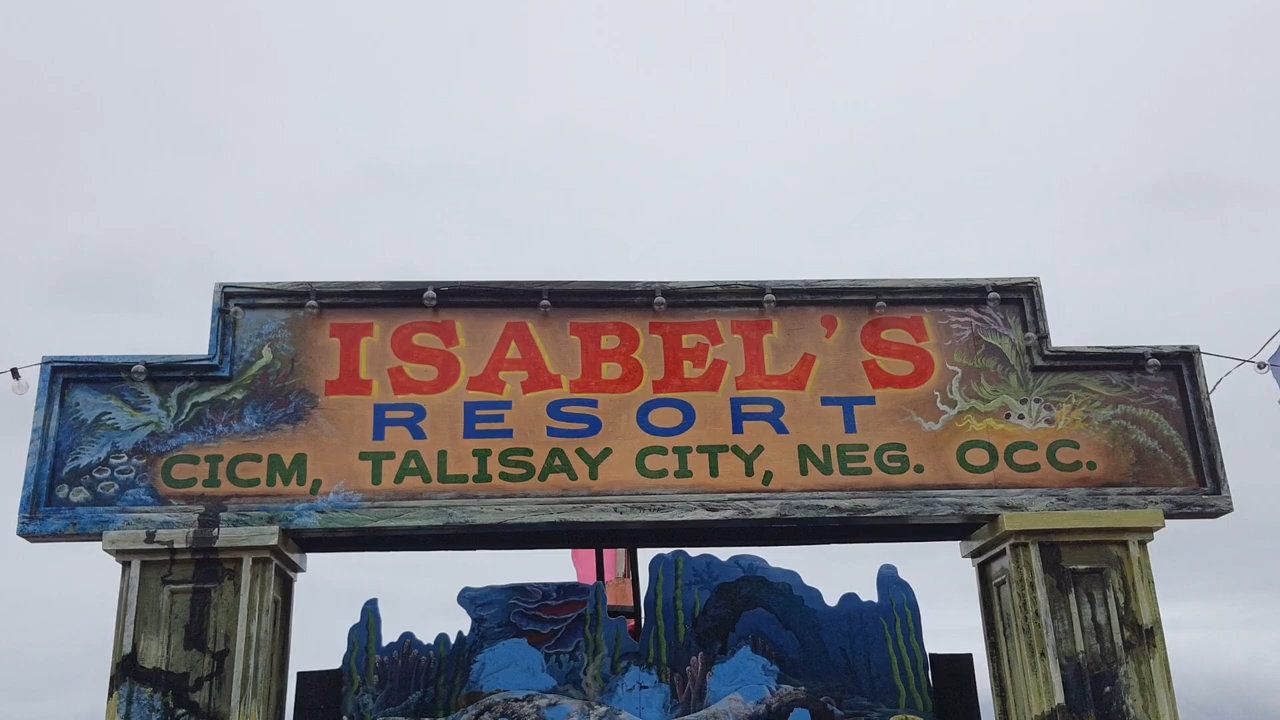 ISABEL'S
RESORT
CICM, TALISAY CITY, NEG. OCC.